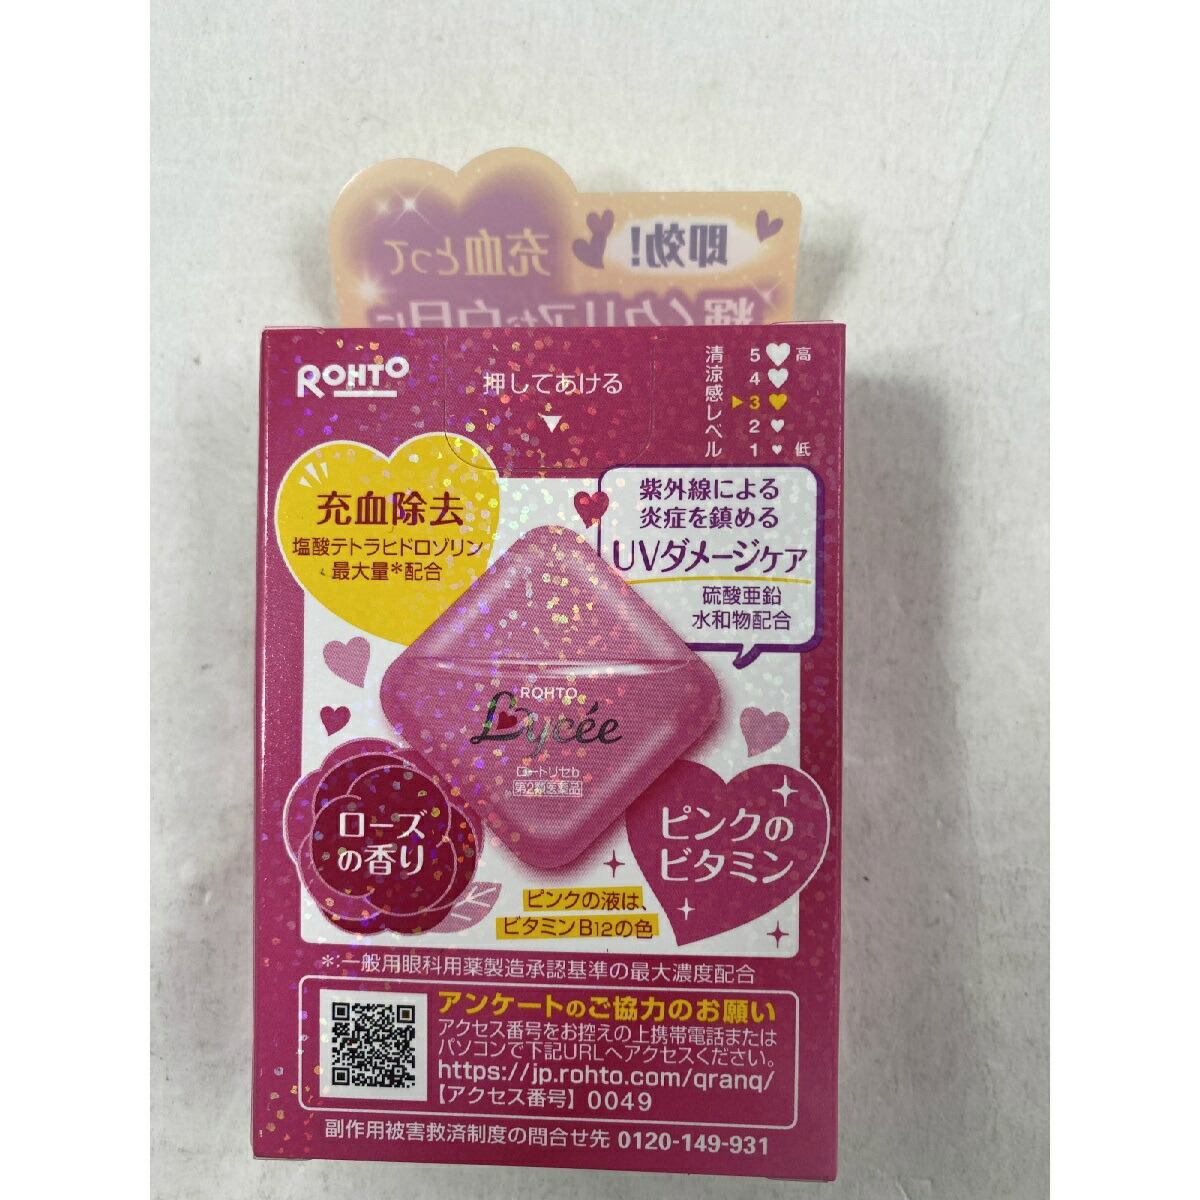 即効!
充血とって
輝くクリアな白目に
ROHTO
押してあける
清涼感レベル
5 高
4
3
2
1 低
充血除去
塩酸テトラヒドロゾリン
最大量*配合
紫外線による
炎症を鎮める
UVダメージケア
硫酸亜鉛
水和物配合
ROHTO
Lycée
ロートリセb
第2類医薬品
ローズ
の香り
ピンクの
ビタミン
ピンクの液は、
ビタミンB12の色
*:一般用眼科用薬製造承認基準の最大濃度配合
アンケートのご協力のお願い
アクセス番号をお控えの上携帯電話または
パソコンで下記URLへアクセスください。
https://jp.rohto.com/qranq/
【アクセス番号】0049
副作用被害救済制度の問合せ先 0120-149-931